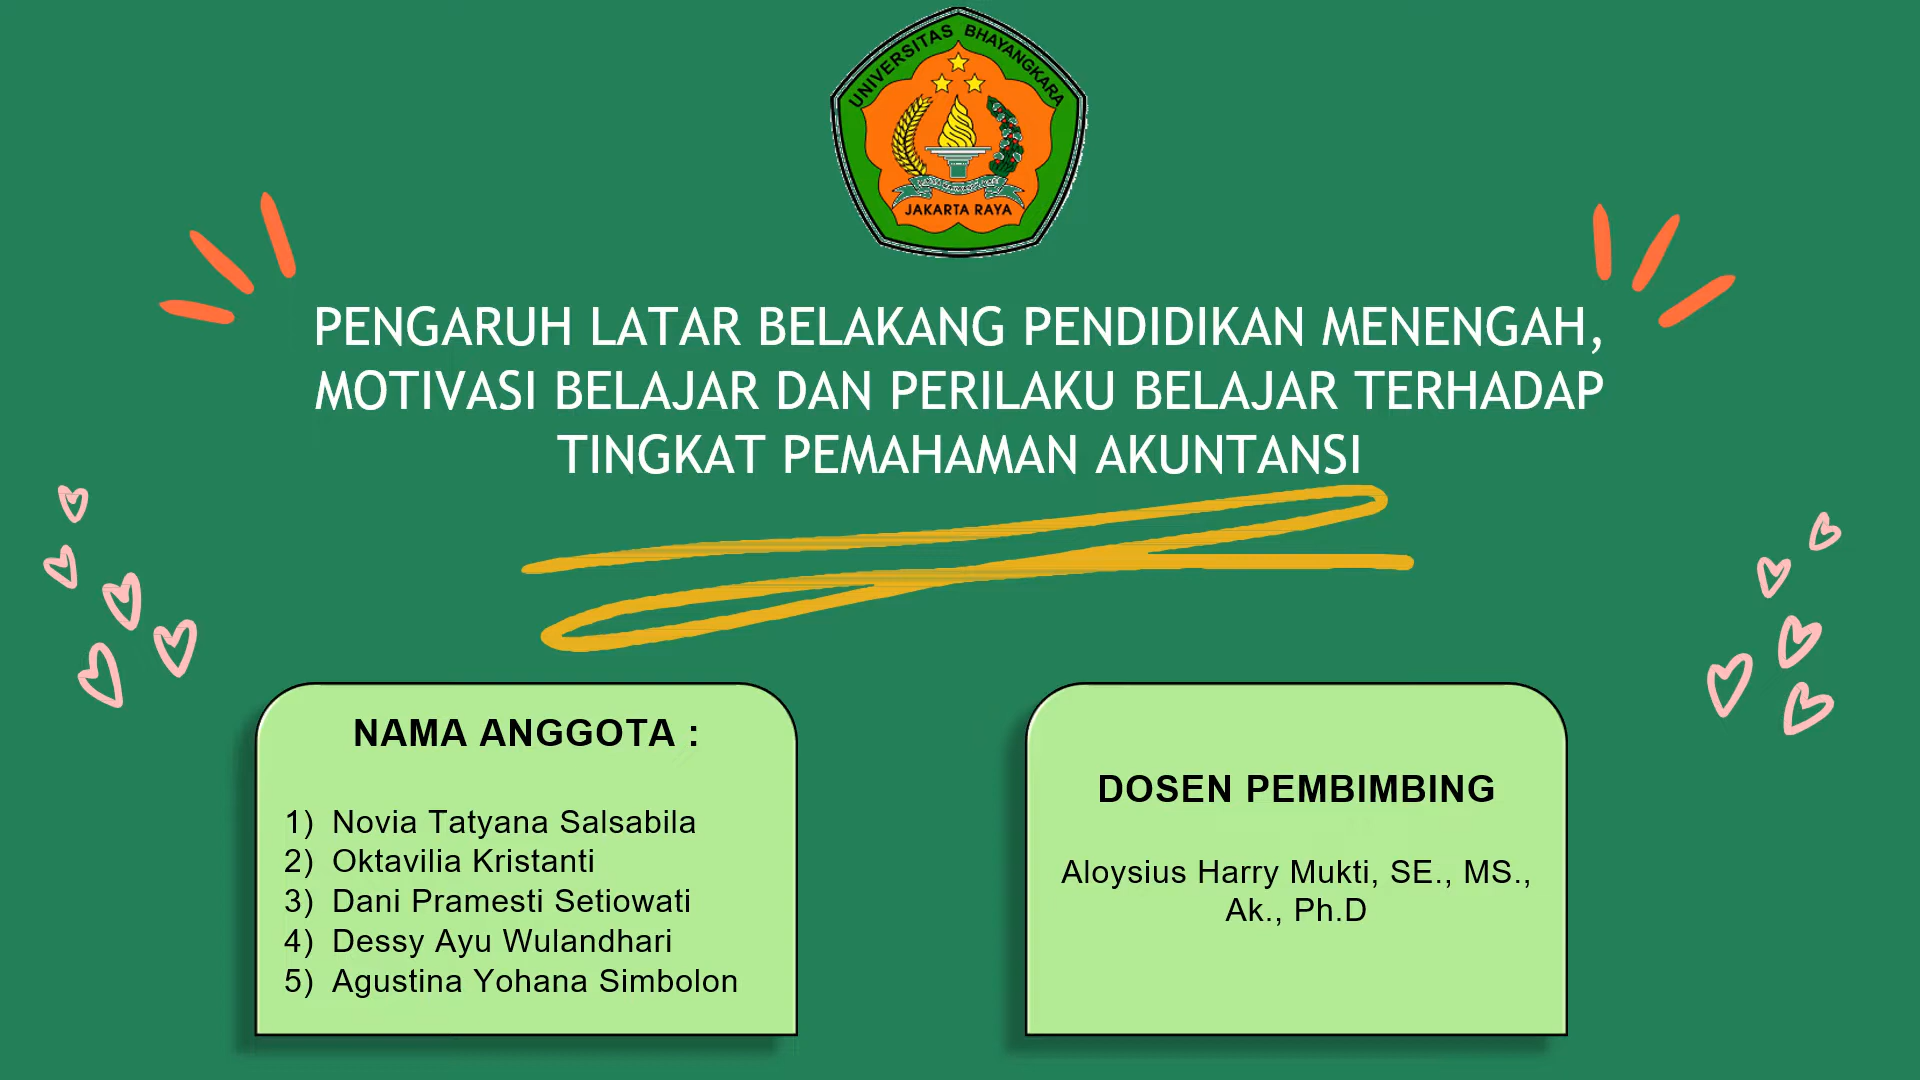 UNIVERSITAS BHAYANGKARA
JAKARTA RAYA
PENGARUH LATAR BELAKANG PENDIDIKAN MENENGAH,
MOTIVASI BELAJAR DAN PERILAKU BELAJAR TERHADAP
TINGKAT PEMAHAMAN AKUNTANSI
NAMA ANGGOTA :
1) Novia Tatyana Salsabila
2) Oktavilia Kristanti
3) Dani Pramesti Setiowati
4) Dessy Ayu Wulandhari
5) Agustina Yohana Simbolon
DOSEN PEMBIMBING
Aloysius Harry Mukti, SE., MS.,
Ak., Ph.D